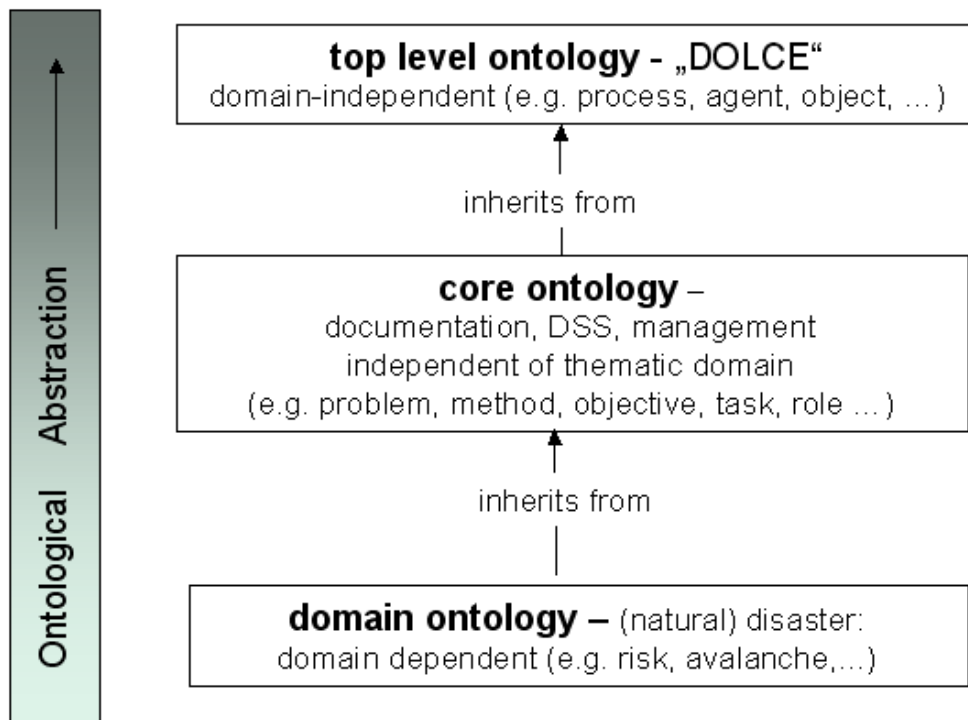 top level ontology - „DOLCE“
domain-independent (e.g. process, agent, object, ...)
inherits from
core ontology –
documentation, DSS, management
independent of thematic domain
(e.g. problem, method, objective, task, role ...)
inherits from
domain ontology – (natural) disaster:
domain dependent (e.g. risk, avalanche,...)
Ontological Abstraction